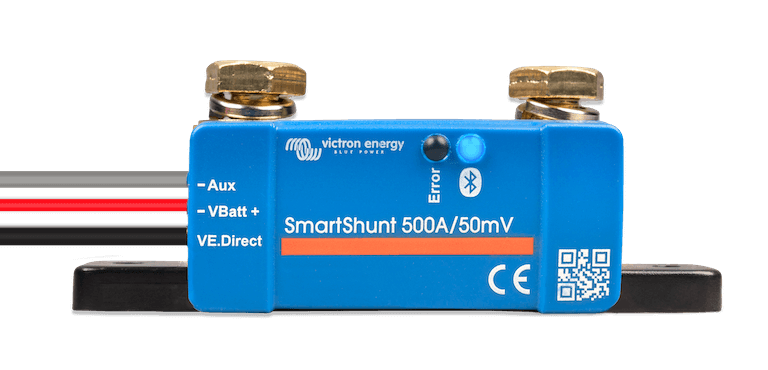 victron energy
BLUE POWER
Error
- Aux
- VBatt +
VE.Direct
SmartShunt 500A/50mV
CE